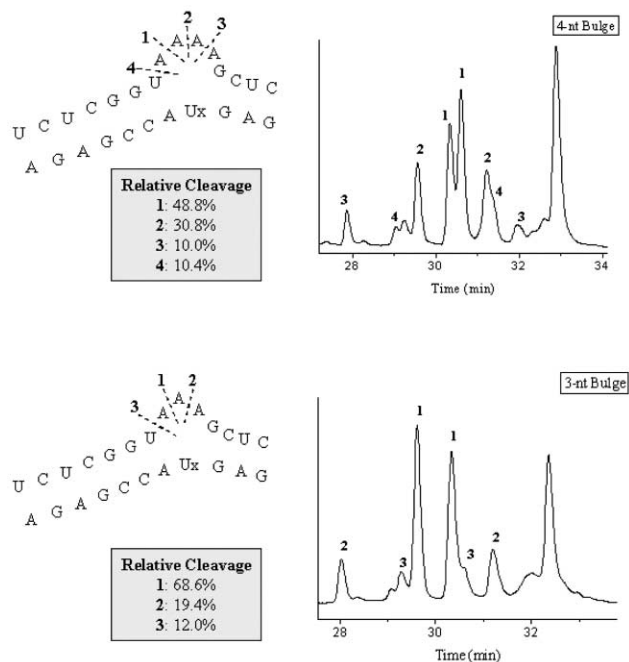 2
1 A A 3
A A
4 U G C U C
U C U C G G
A G A G C C A Ux G A G
Relative Cleavage
1: 48.8%
2: 30.8%
3: 10.0%
4: 10.4%
4-nt Bulge
1
1
2
2
4
3
4
3
28 30 32 34
Time (min)
1 2
A
3 A A
U G C U C
U C U C G G
A G A G C C A Ux G A G
Relative Cleavage
1: 68.6%
2: 19.4%
3: 12.0%
3-nt Bulge
1
1
2
3
3
2
28 30 32
Time (min)